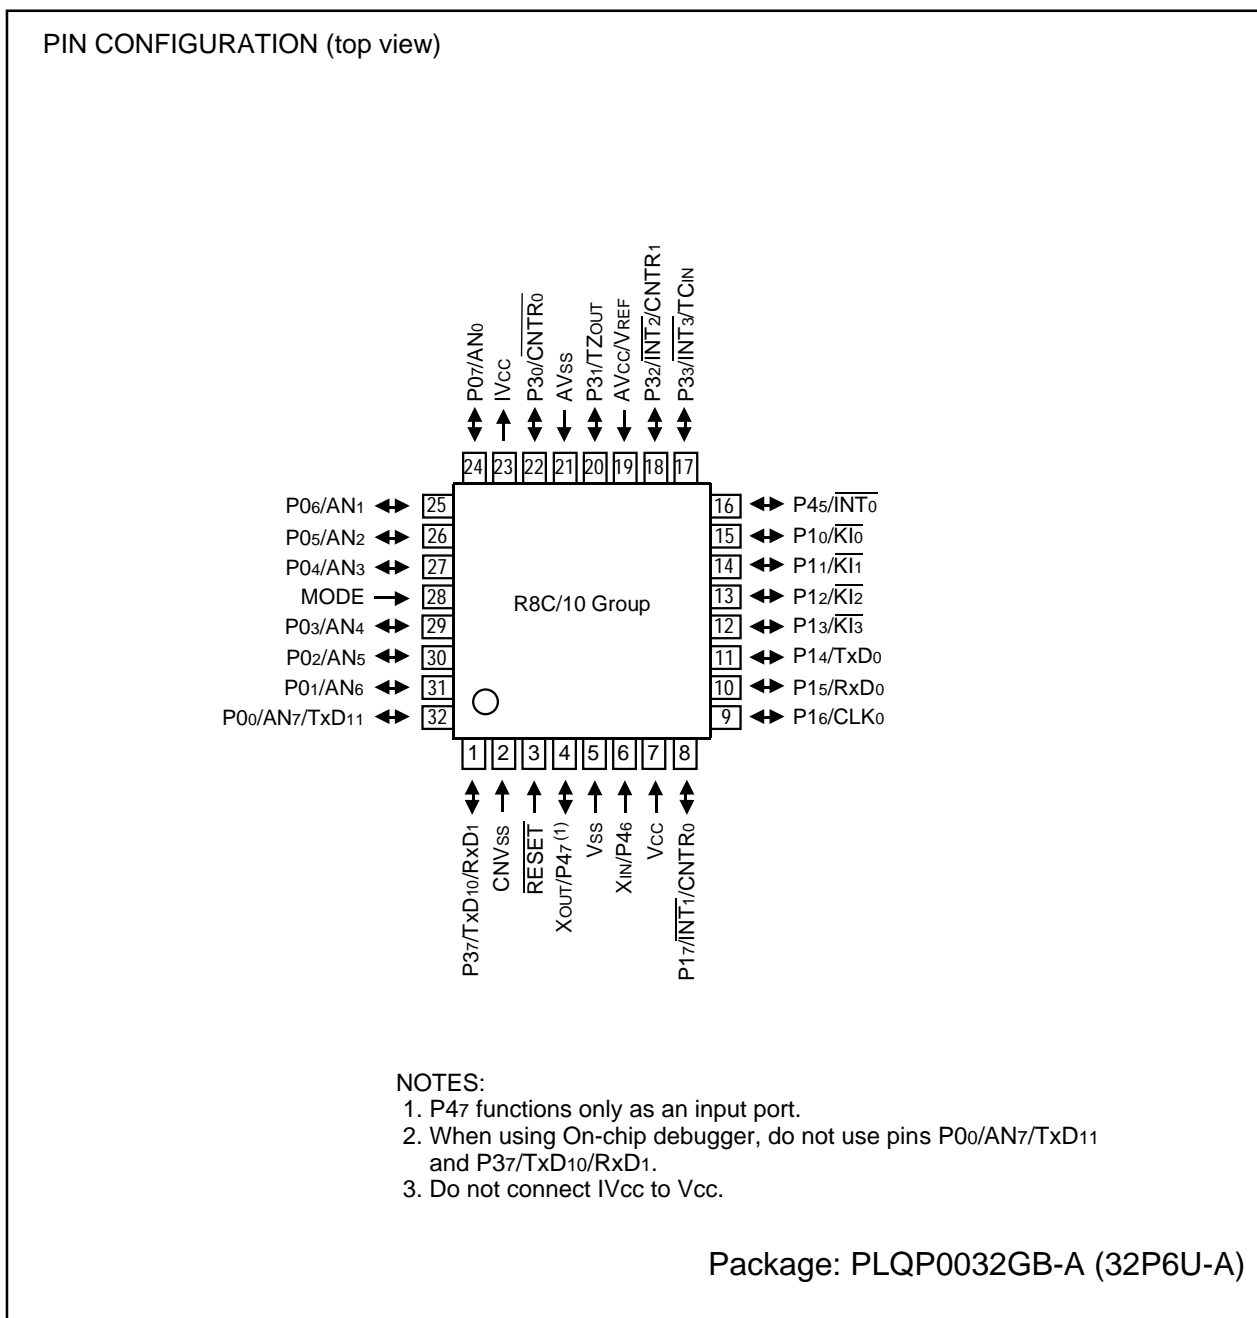 PIN CONFIGURATION (top view)
P07/AN0
IVCC
P30/CNTR0
AVSS
P31/TZOUT
AVCC/VREF
P32/INT2/CNTR1
P33/INT3/TCIN
24 23 22 21 20 19 18 17
P06/AN1 25
P05/AN2 26
P04/AN3 27
MODE 28
P03/AN4 29
P02/AN5 30
P01/AN6 31
P00/AN7/TxD11 32
R8C/10 Group
16 P45/INT0
15 P10/KI0
14 P11/KI1
13 P12/KI2
12 P13/KI3
11 P14/TxD0
10 P15/RxD0
9 P16/CLK0
1 2 3 4 5 6 7 8
P37/TxD10/RxD1
CNVSS
RESET
XOUT/P47 (1)
VSS
XIN/P46
VCC
P17/INT1/CNTR0
NOTES:
1. P47 functions only as an input port.
2. When using On-chip debugger, do not use pins P00/AN7/TxD11
and P37/TxD10/RxD1.
3. Do not connect IVcc to Vcc.
Package: PLQP0032GB-A (32P6U-A)